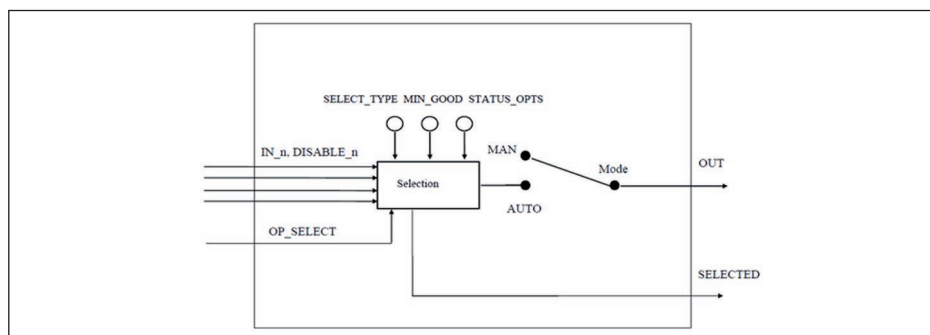 SELECT_TYPE MIN_GOOD STATUS_OPTS
IN_n, DISABLE_n
MAN
Mode
OUT
Selection
AUTO
OP_SELECT
SELECTED